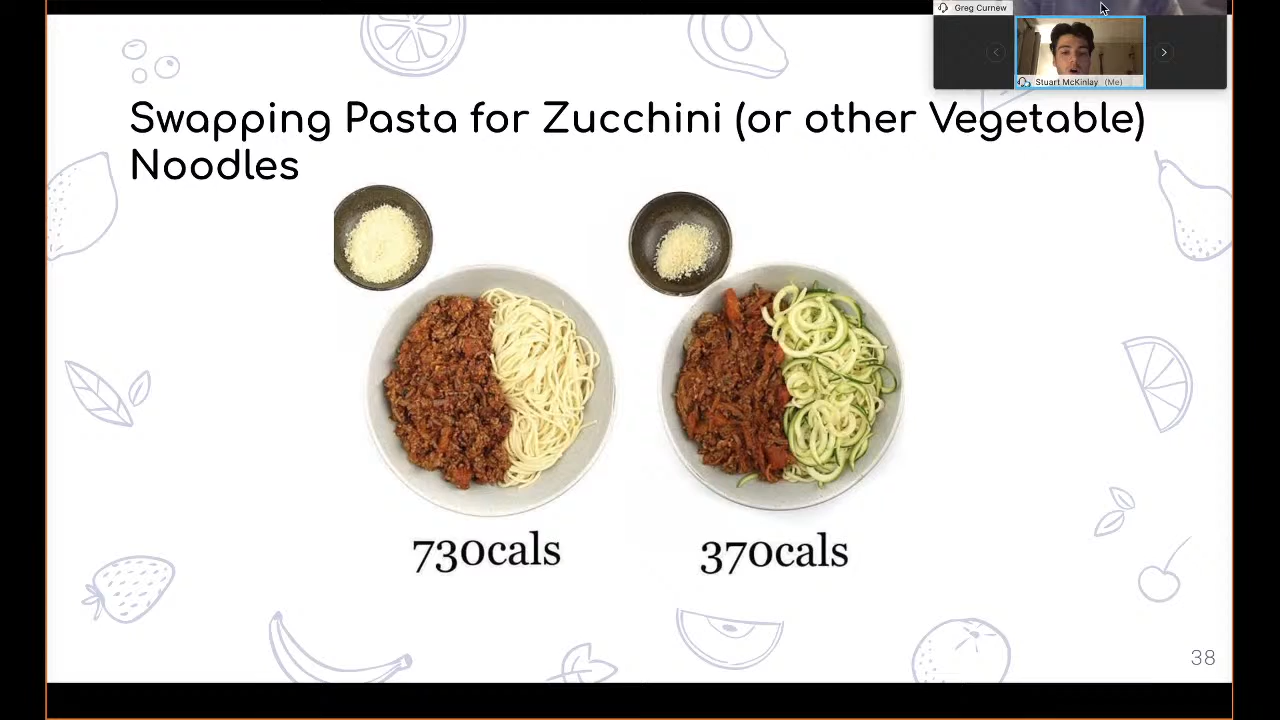 Greg Curnew
Stuart McKinlay (Me)
Swapping Pasta for Zucchini (or other Vegetable)
Noodles
730cals
370cals
38